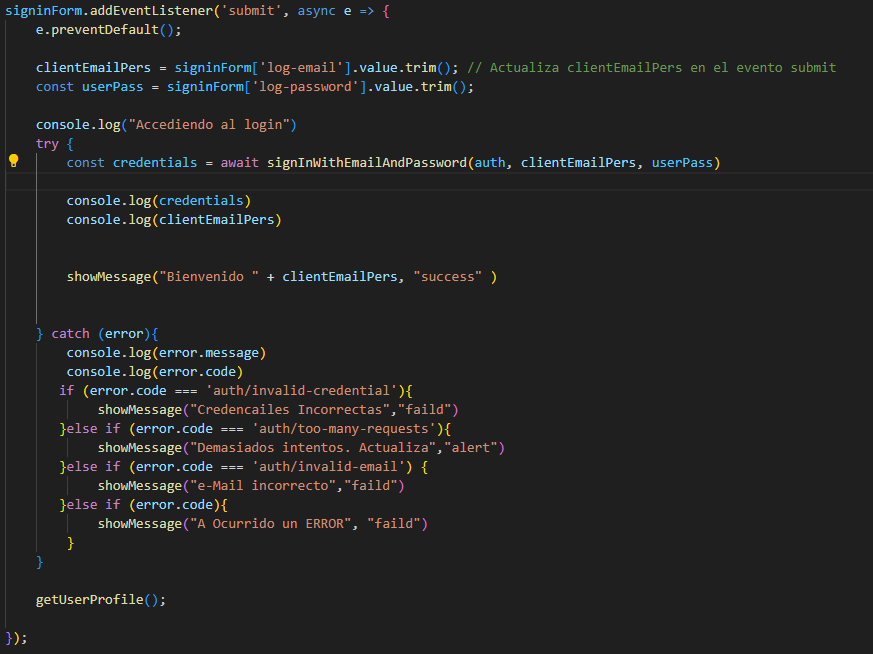 signinForm.addEventListener('submit', async e => {
e.preventDefault();
clientEmailPers = signinForm['log-email'].value.trim(); // Actualiza clientEmailPers en el evento submit
const userPass = signinForm['log-password'].value.trim();
console.log("Accediendo al login")
try {
const credentials = await signInWithEmailAndPassword(auth, clientEmailPers, userPass)
console.log(credentials)
console.log(clientEmailPers)
showMessage("Bienvenido " + clientEmailPers, "success" )
} catch (error){
console.log(error.message)
console.log(error.code)
if (error.code === 'auth/invalid-credential'){
showMessage("Credencailes Incorrectas","faild")
}else if (error.code === 'auth/too-many-requests'){
showMessage("Demasiados intentos. Actualiza","alert")
}else if (error.code === 'auth/invalid-email') {
showMessage("e-Mail incorrecto","faild")
}else if (error.code){
showMessage("A Ocurrido un ERROR", "faild")
}
}
getUserProfile();
});